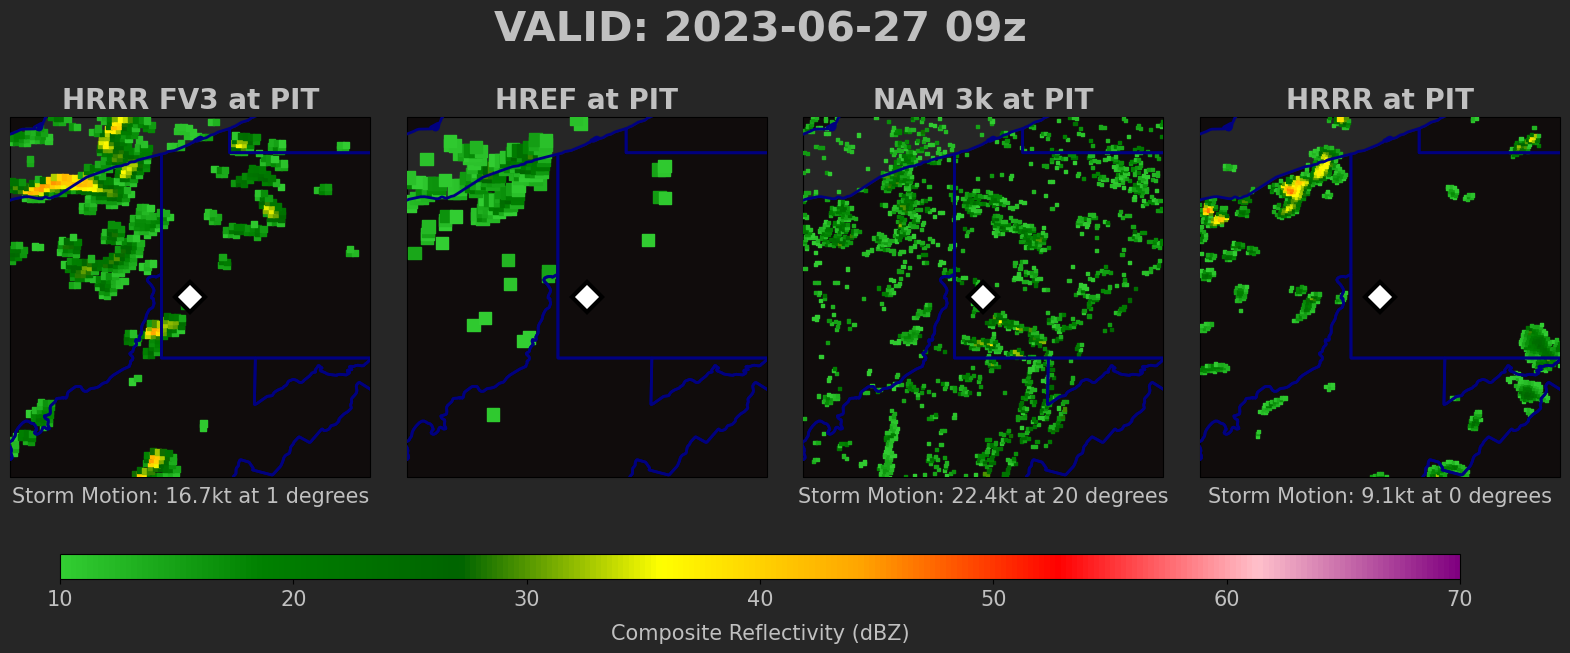 VALID: 2023-06-27 09z
HRRR FV3 at PIT
HREF at PIT
NAM 3k at PIT
HRRR at PIT
Storm Motion: 16.7kt at 1 degrees
Storm Motion: 22.4kt at 20 degrees
Storm Motion: 9.1kt at 0 degrees
10 20 30 40 50 60 70
Composite Reflectivity (dBZ)